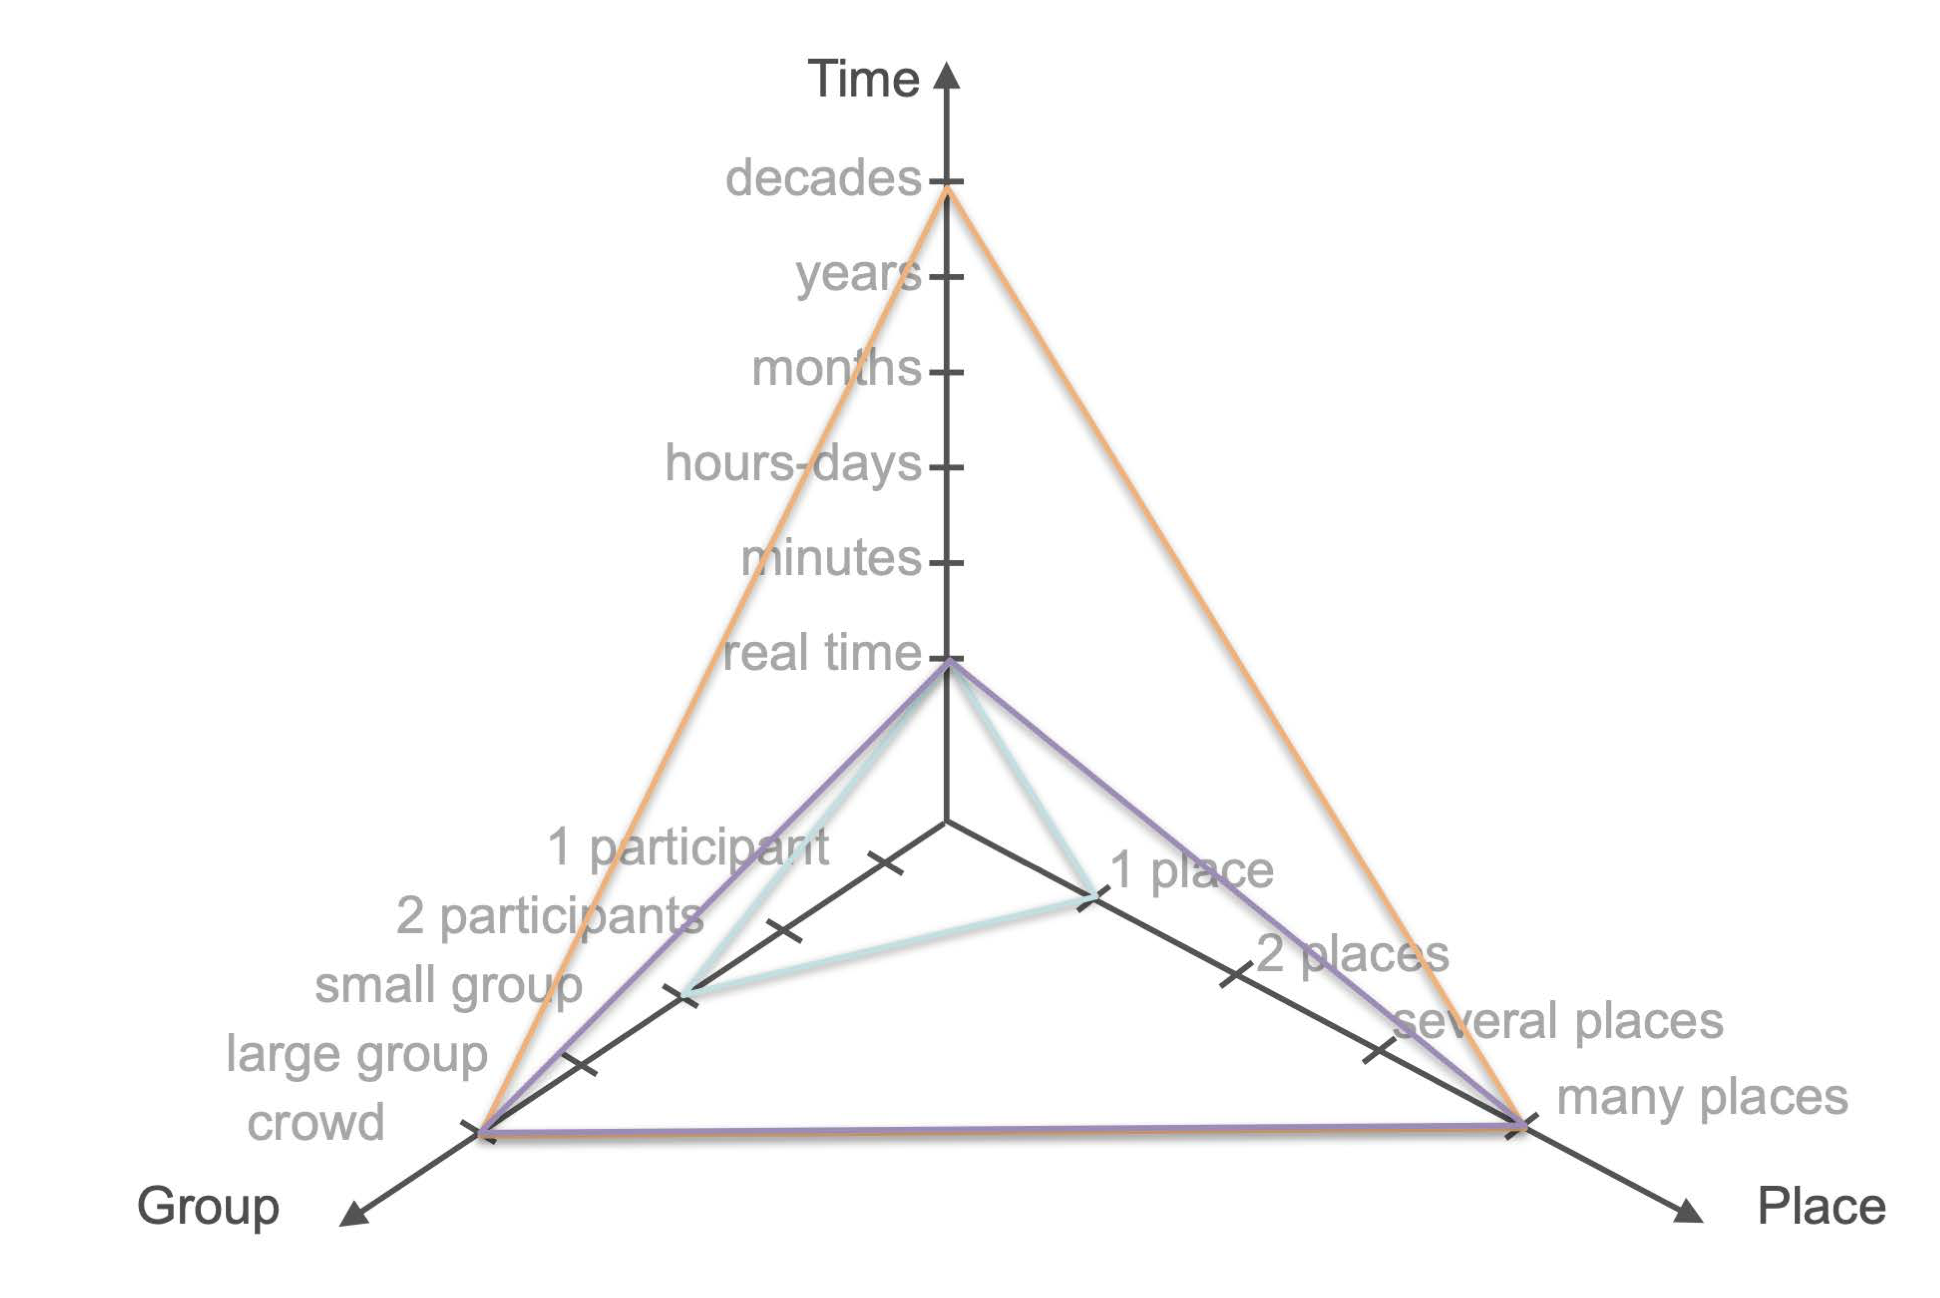 Time
decades
years
months
hours-days
minutes
real time
1 participant
2 participants
small group
large group
crowd
Group
1 place
2 places
several places
many places
Place